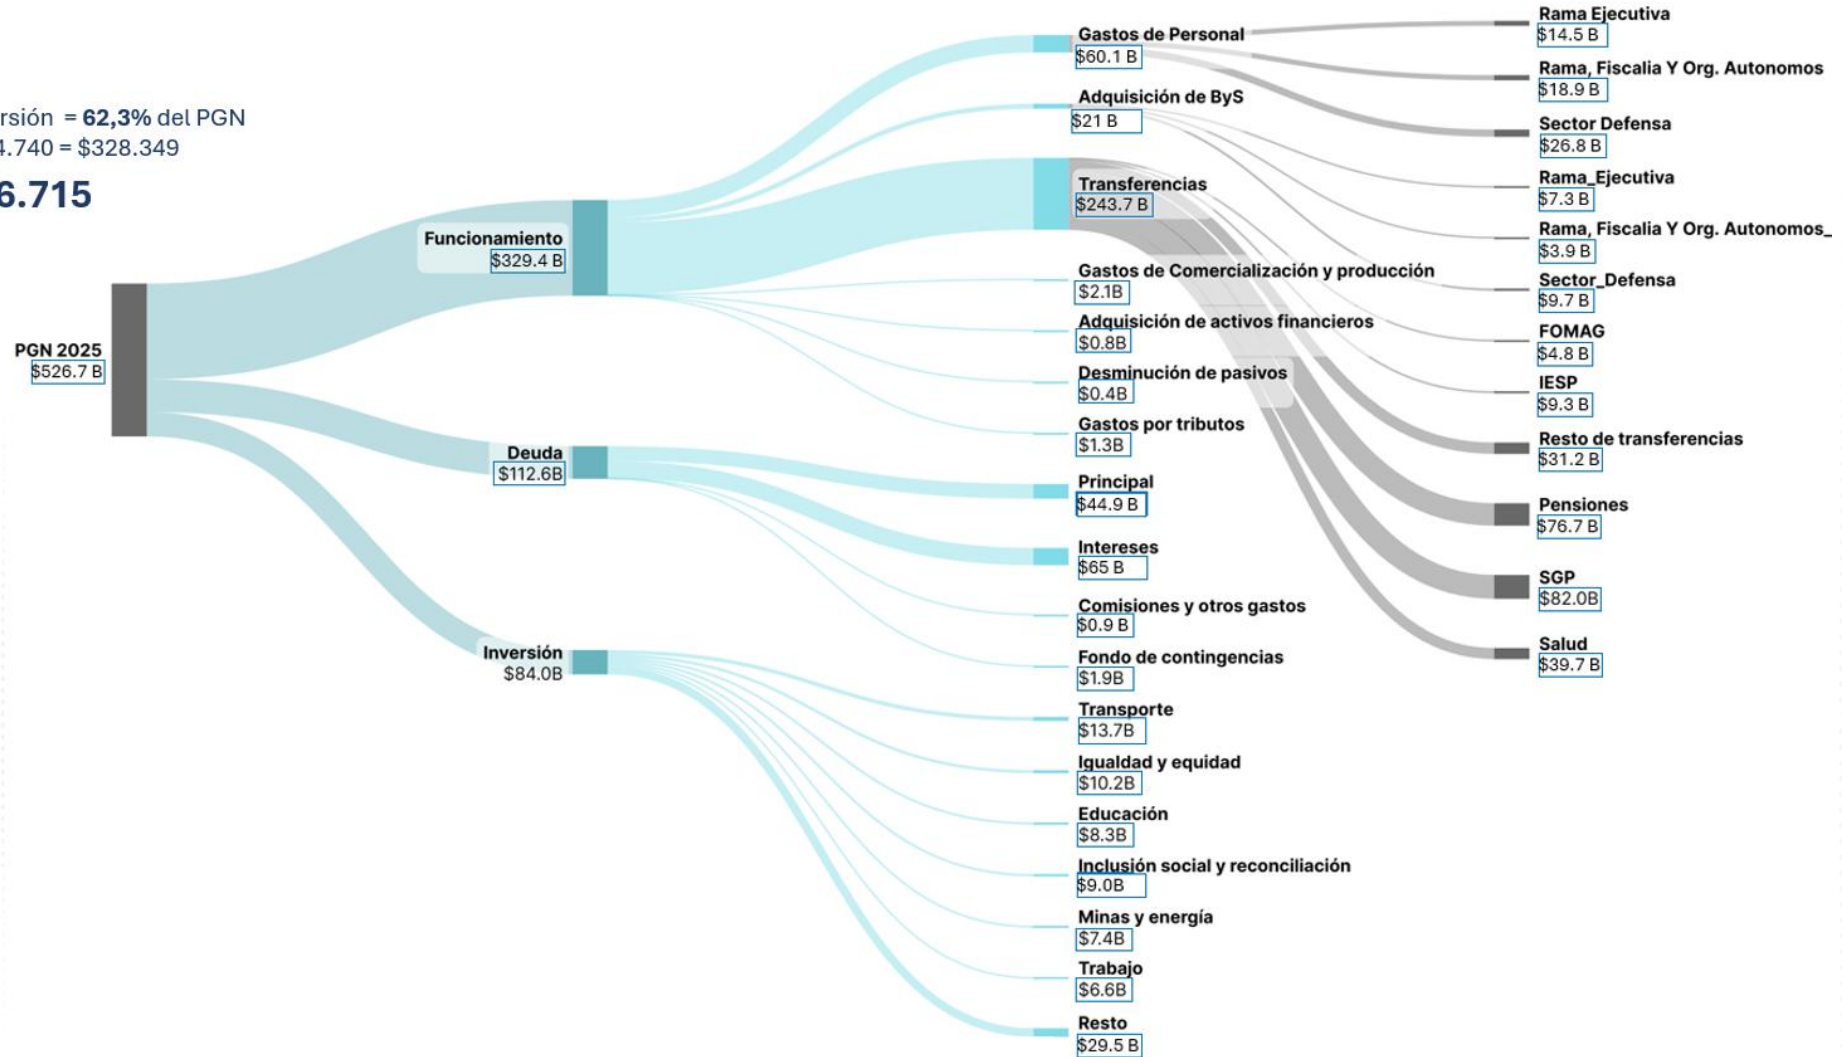 rsión = 62,3% del PGN
4.740 = $328.349
6.715
PGN 2025
$526.7 B
Funcionamiento
$329.4 B
Deuda
$112.6B
Inversión
$84.0B
Gastos de Personal
$60.1 B
Adquisición de ByS
$21 B
Transferencias
$243.7 B
Gastos de Comercialización y producción
$2.1B
Adquisición de activos financieros
$0.8B
Desminución de pasivos
$0.4B
Gastos por tributos
$1.3B
Principal
$44.9 B
Intereses
$65 B
Comisiones y otros gastos
$0.9 B
Fondo de contingencias
$1.9B
Transporte
$13.7B
Igualdad y equidad
$10.2B
Educación
$8.3B
Inclusión social y reconciliación
$9.0B
Minas y energía
$7.4B
Trabajo
$6.6B
Resto
$29.5 B
Rama Ejecutiva
$14.5 B
Rama, Fiscalia Y Org. Autonomos
$18.9 B
Sector Defensa
$26.8 B
Rama_Ejecutiva
$7.3 B
Rama, Fiscalia Y Org. Autonomos_
$3.9 B
Sector_Defensa
$9.7 B
FOMAG
$4.8 B
IESP
$9.3 B
Resto de transferencias
$31.2 B
Pensiones
$76.7 B
SGP
$82.0B
Salud
$39.7 B